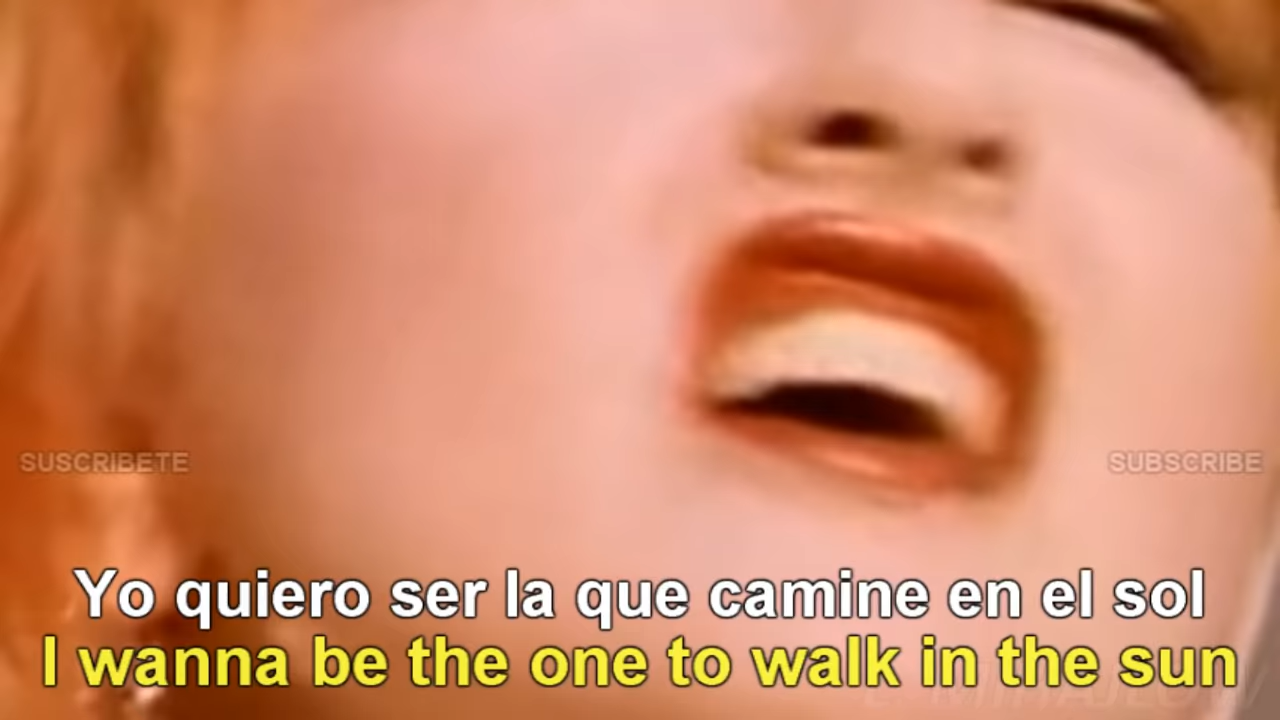 SUSCRIBETE
SUBSCRIBE
Yo quiero ser la que camine en el sol
I wanna be the one to walk in the sun